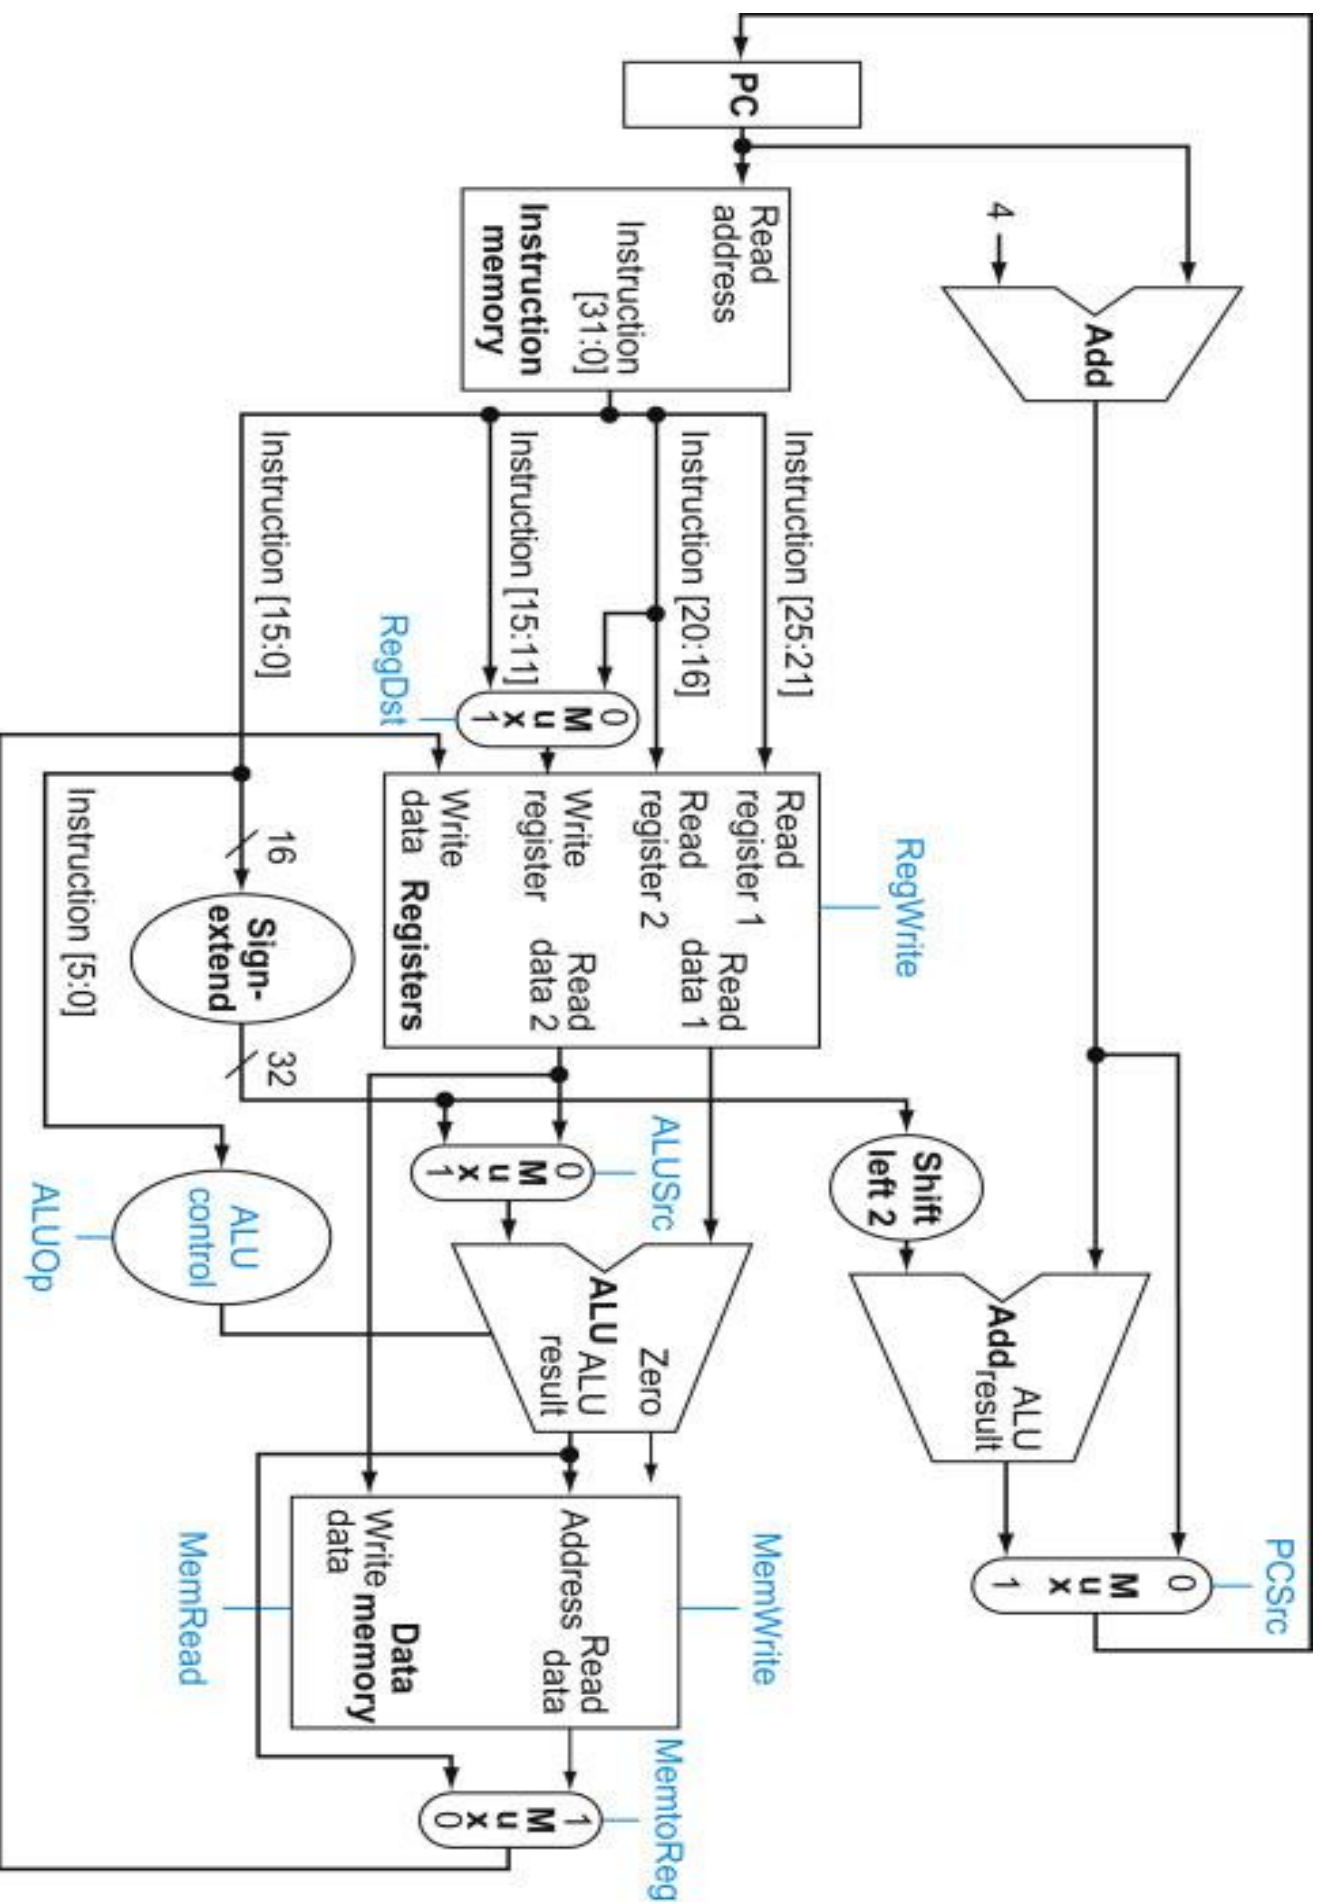 PCSrc
Add
4
0
M
u
x
1
ALU
Add result
Shift
left 2
RegWrite
PC
Read
address
Instruction
[31:0]
Instruction
memory
Instruction [25:21]
Instruction [20:16]
Instruction [15:11]
Instruction [15:0]
RegDst
0
M
u
x
1
Read
register 1
Read
register 2
Write
register
Write
data
Read
data 1
Read
data 2
Registers
ALUSrc
0
M
u
x
1
Zero
ALU
ALU
result
MemWrite
Address
Read
data
Write
data
Data
memory
MemRead
MemtoReg
1
M
u
x
0
16
Sign-
extend
32
Instruction [5:0]
ALU
control
ALUOp